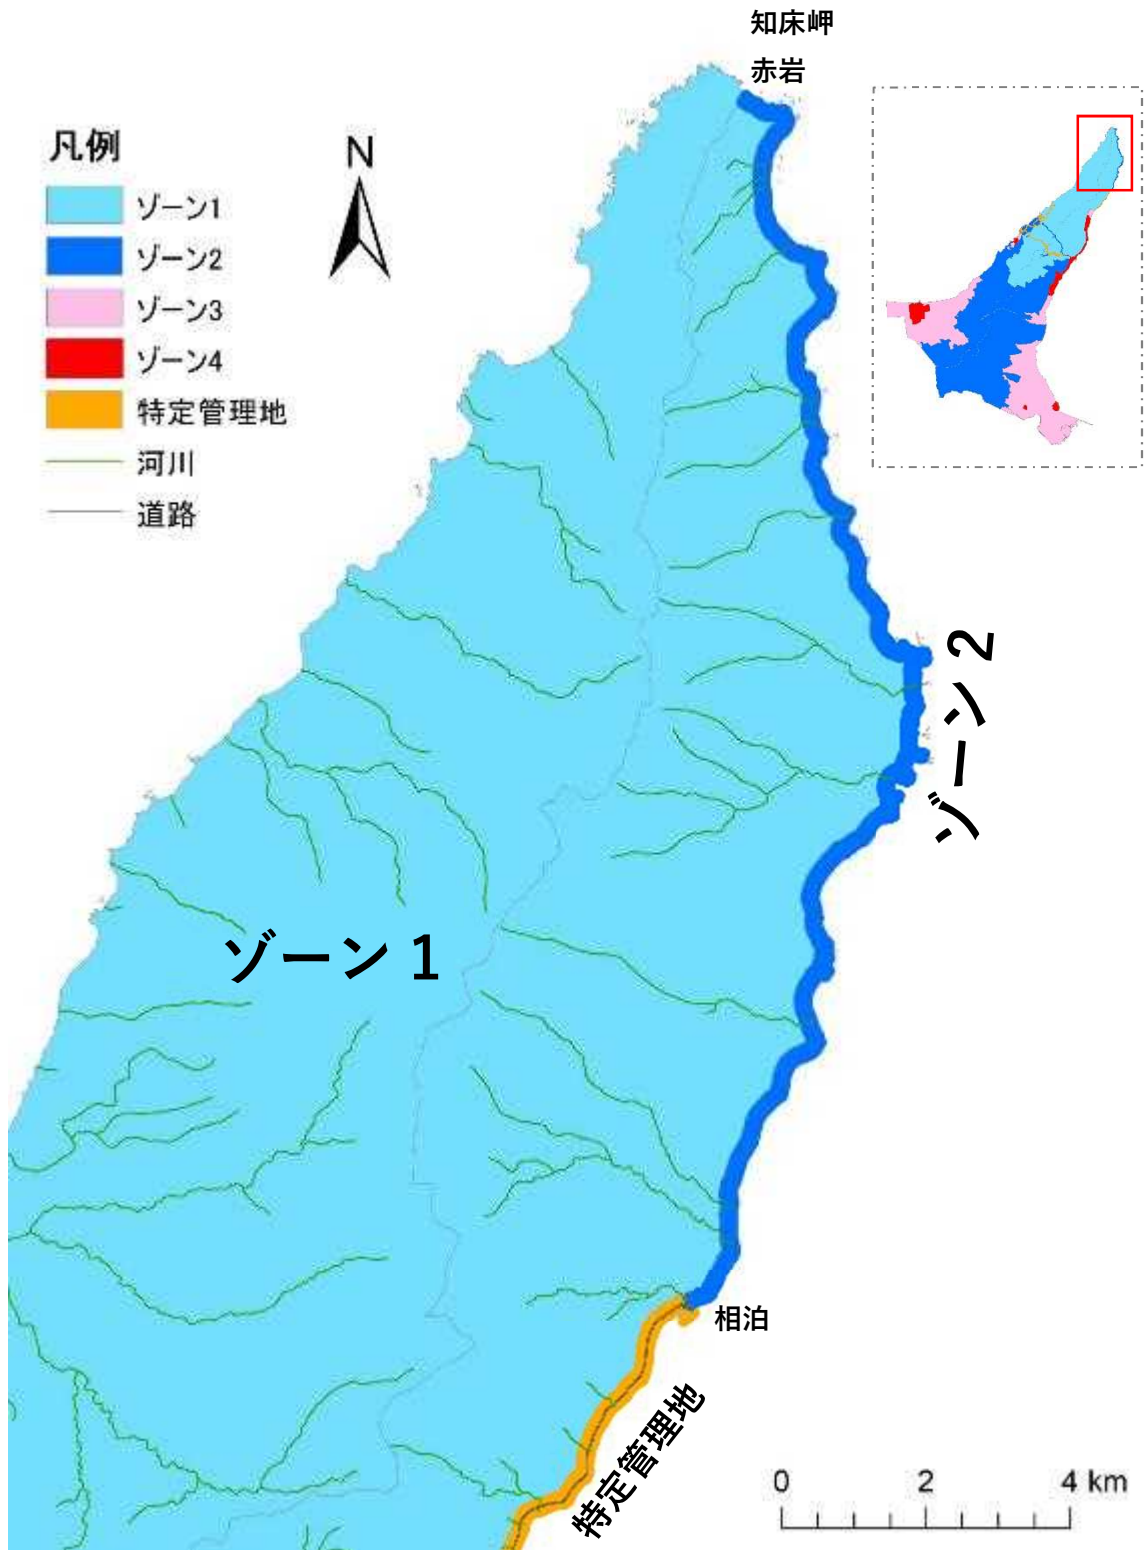 知床岬
赤岩
凡例
ゾーン1
ゾーン2
ゾーン3
ゾーン4
特定管理地
河川
道路
N
ゾーン2
ゾーン1
相泊
特定管理地
0 2 4 km